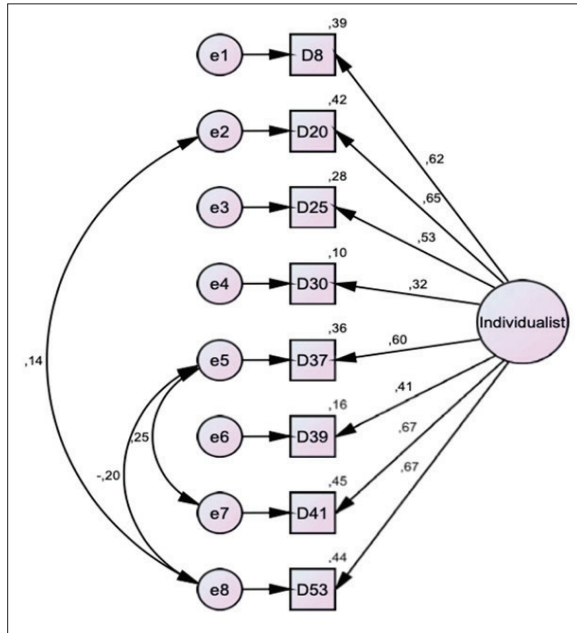 ,39
e1 D8
,62
,42
e2 D20
,65
,28
e3 D25
,53
,10
e4 D30
,32
Individualist
,36
e5 D37
,60
,14
,41
,16
e6 D39
,25
,67
-,20
,45
e7 D41
,67
,44
e8 D53